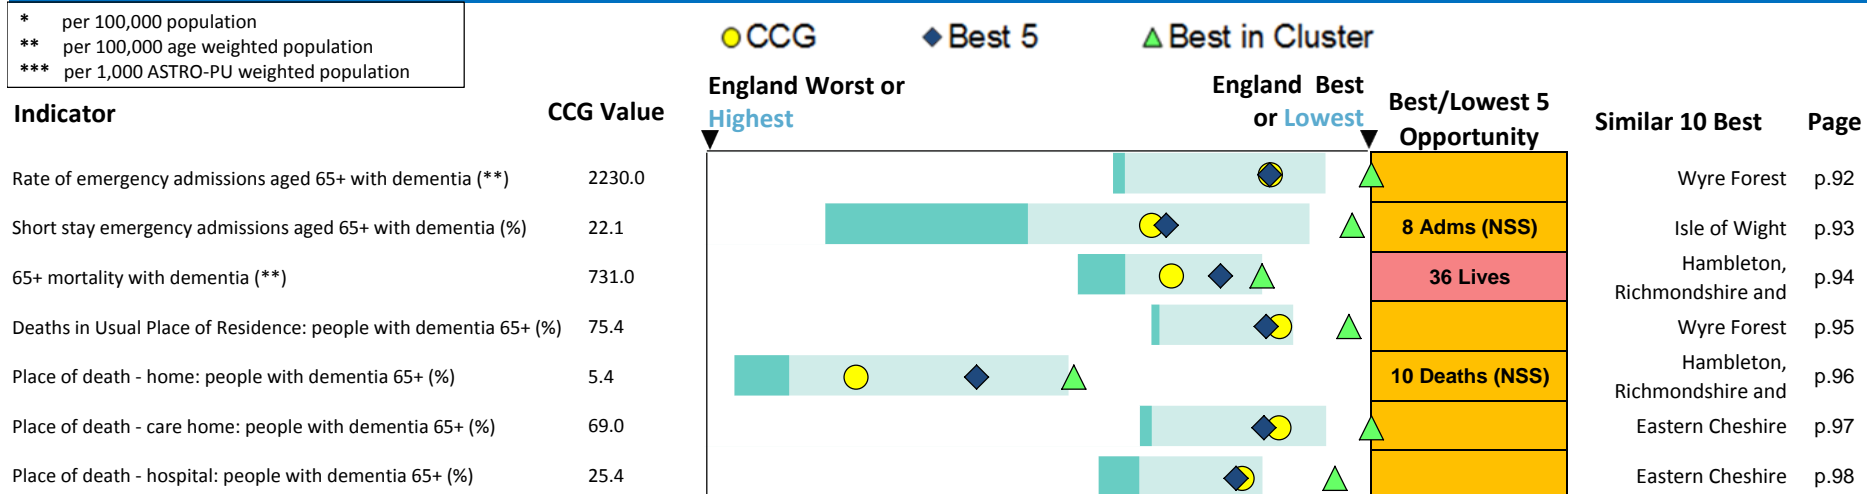 * per 100,000 population
** per 100,000 age weighted population
*** per 1,000 ASTRO-PU weighted population
CCG Best 5 Best in Cluster
Indicator
CCG Value
England Worst or
Highest
England Best
or Lowest
Best/Lowest 5
Opportunity
Similar 10 Best
Page
Rate of emergency admissions aged 65+ with dementia (**) 2230.0 Wyre Forest p.92
Short stay emergency admissions aged 65+ with dementia (%) 22.1 8 Adms (NSS) Isle of Wight p.93
65+ mortality with dementia (**) 731.0 36 Lives Hambleton,
Richmondshire and p.94
Deaths in Usual Place of Residence: people with dementia 65+ (%) 75.4 Wyre Forest p.95
Place of death - home: people with dementia 65+ (%) 5.4 10 Deaths (NSS) Hambleton,
Richmondshire and p.96
Place of death - care home: people with dementia 65+ (%) 69.0 Eastern Cheshire p.97
Place of death - hospital: people with dementia 65+ (%) 25.4 Eastern Cheshire p.98